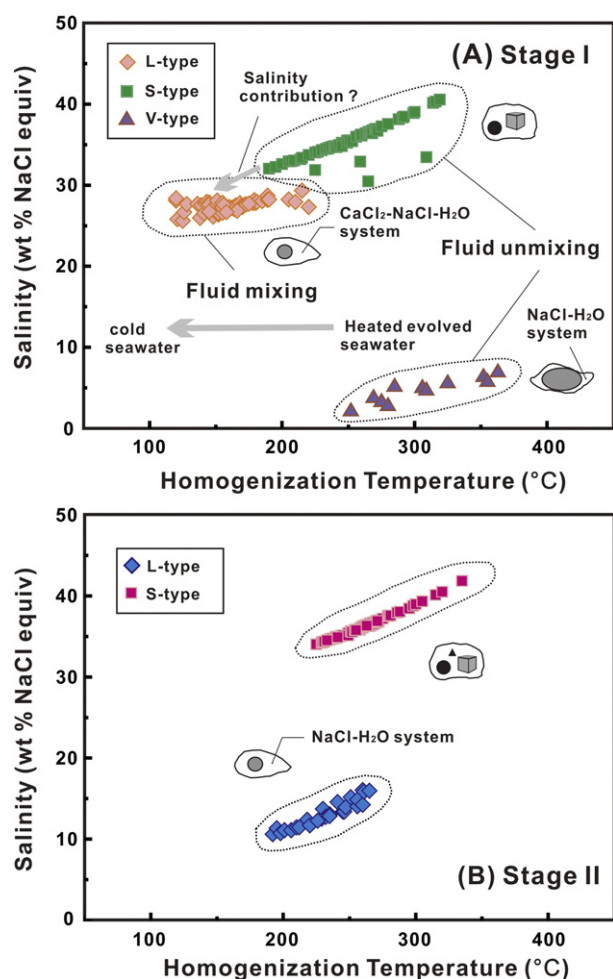 (A) Stage I
L-type
S-type
V-type
Salinity
contribution ?
CaCl₂-NaCl-H₂O
system
Fluid unmixing
Fluid mixing
NaCl-H₂O
system
cold
seawater
Heated evolved
seawater
Salinity (wt % NaCl equiv)
50
40
30
20
10
0
100
200
300
400
Homogenization Temperature (°C)
L-type
S-type
NaCl-H₂O system
(B) Stage II
Salinity (wt % NaCl equiv)
50
40
30
20
10
0
100
200
300
400
Homogenization Temperature (°C)